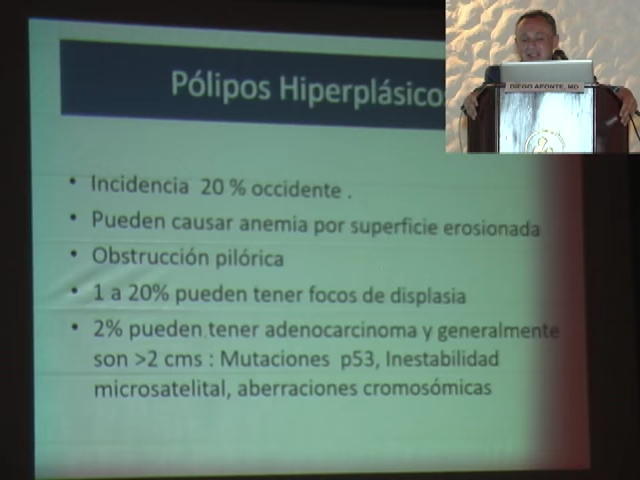 Pólipos Hiperplásicos
DIEGO APONTE, MD
• Incidencia 20 % occidente .
• Pueden causar anemia por superficie erosionada
• Obstrucción pilórica
• 1 a 20% pueden tener focos de displasia
• 2% pueden tener adenocarcinoma y generalmente
son >2 cms : Mutaciones p53, Inestabilidad
microsatelital, aberraciones cromosómicas